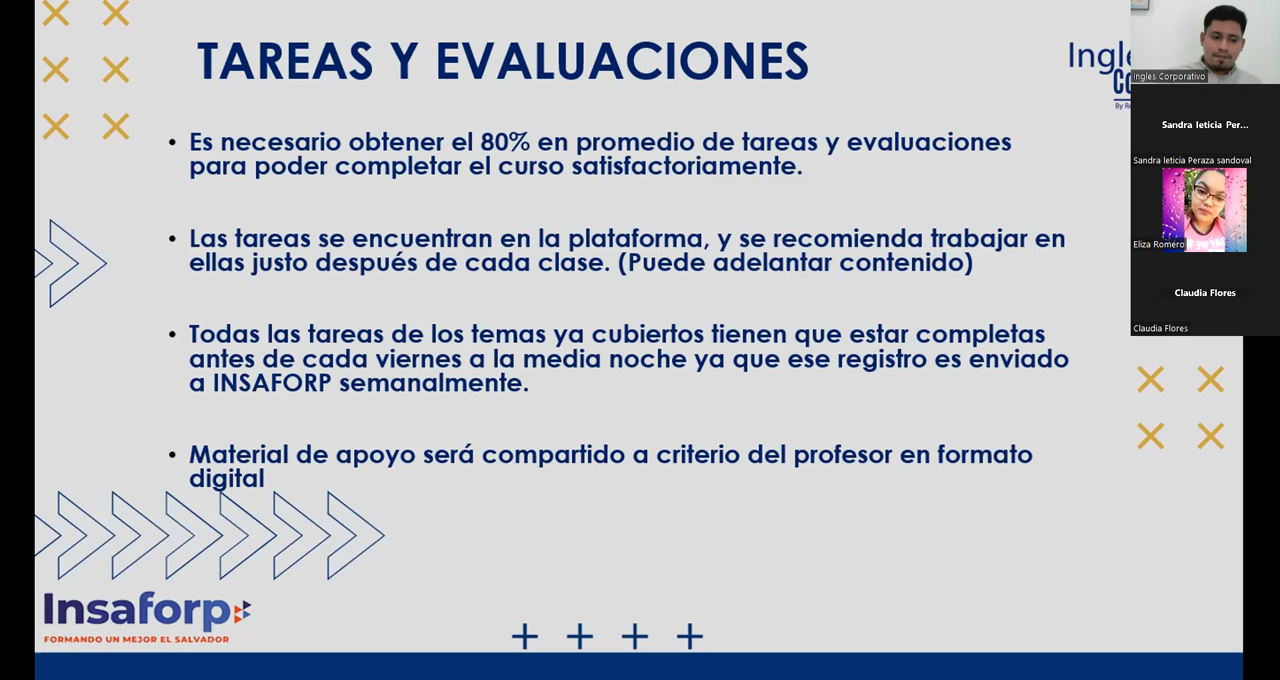 TAREAS Y EVALUACIONES
• Es necesario obtener el 80% en promedio de tareas y evaluaciones
para poder completar el curso satisfactoriamente.
• Las tareas se encuentran en la plataforma, y se recomienda trabajar en
ellas justo después de cada clase. (Puede adelantar contenido)
• Todas las tareas de los temas ya cubiertos tienen que estar completas
antes de cada viernes a la media noche ya que ese registro es enviado
a INSAFORP semanalmente.
• Material de apoyo será compartido a criterio del profesor en formato
digital
Insaforp
FORMANDO UN MEJOR EL SALVADOR
Ingle
By R
Ingles Corporativo
Sandra leticia Per...
Sandra leticia Peraza sandoval
Eliza Romero
Claudia Flores
Claudia Flores